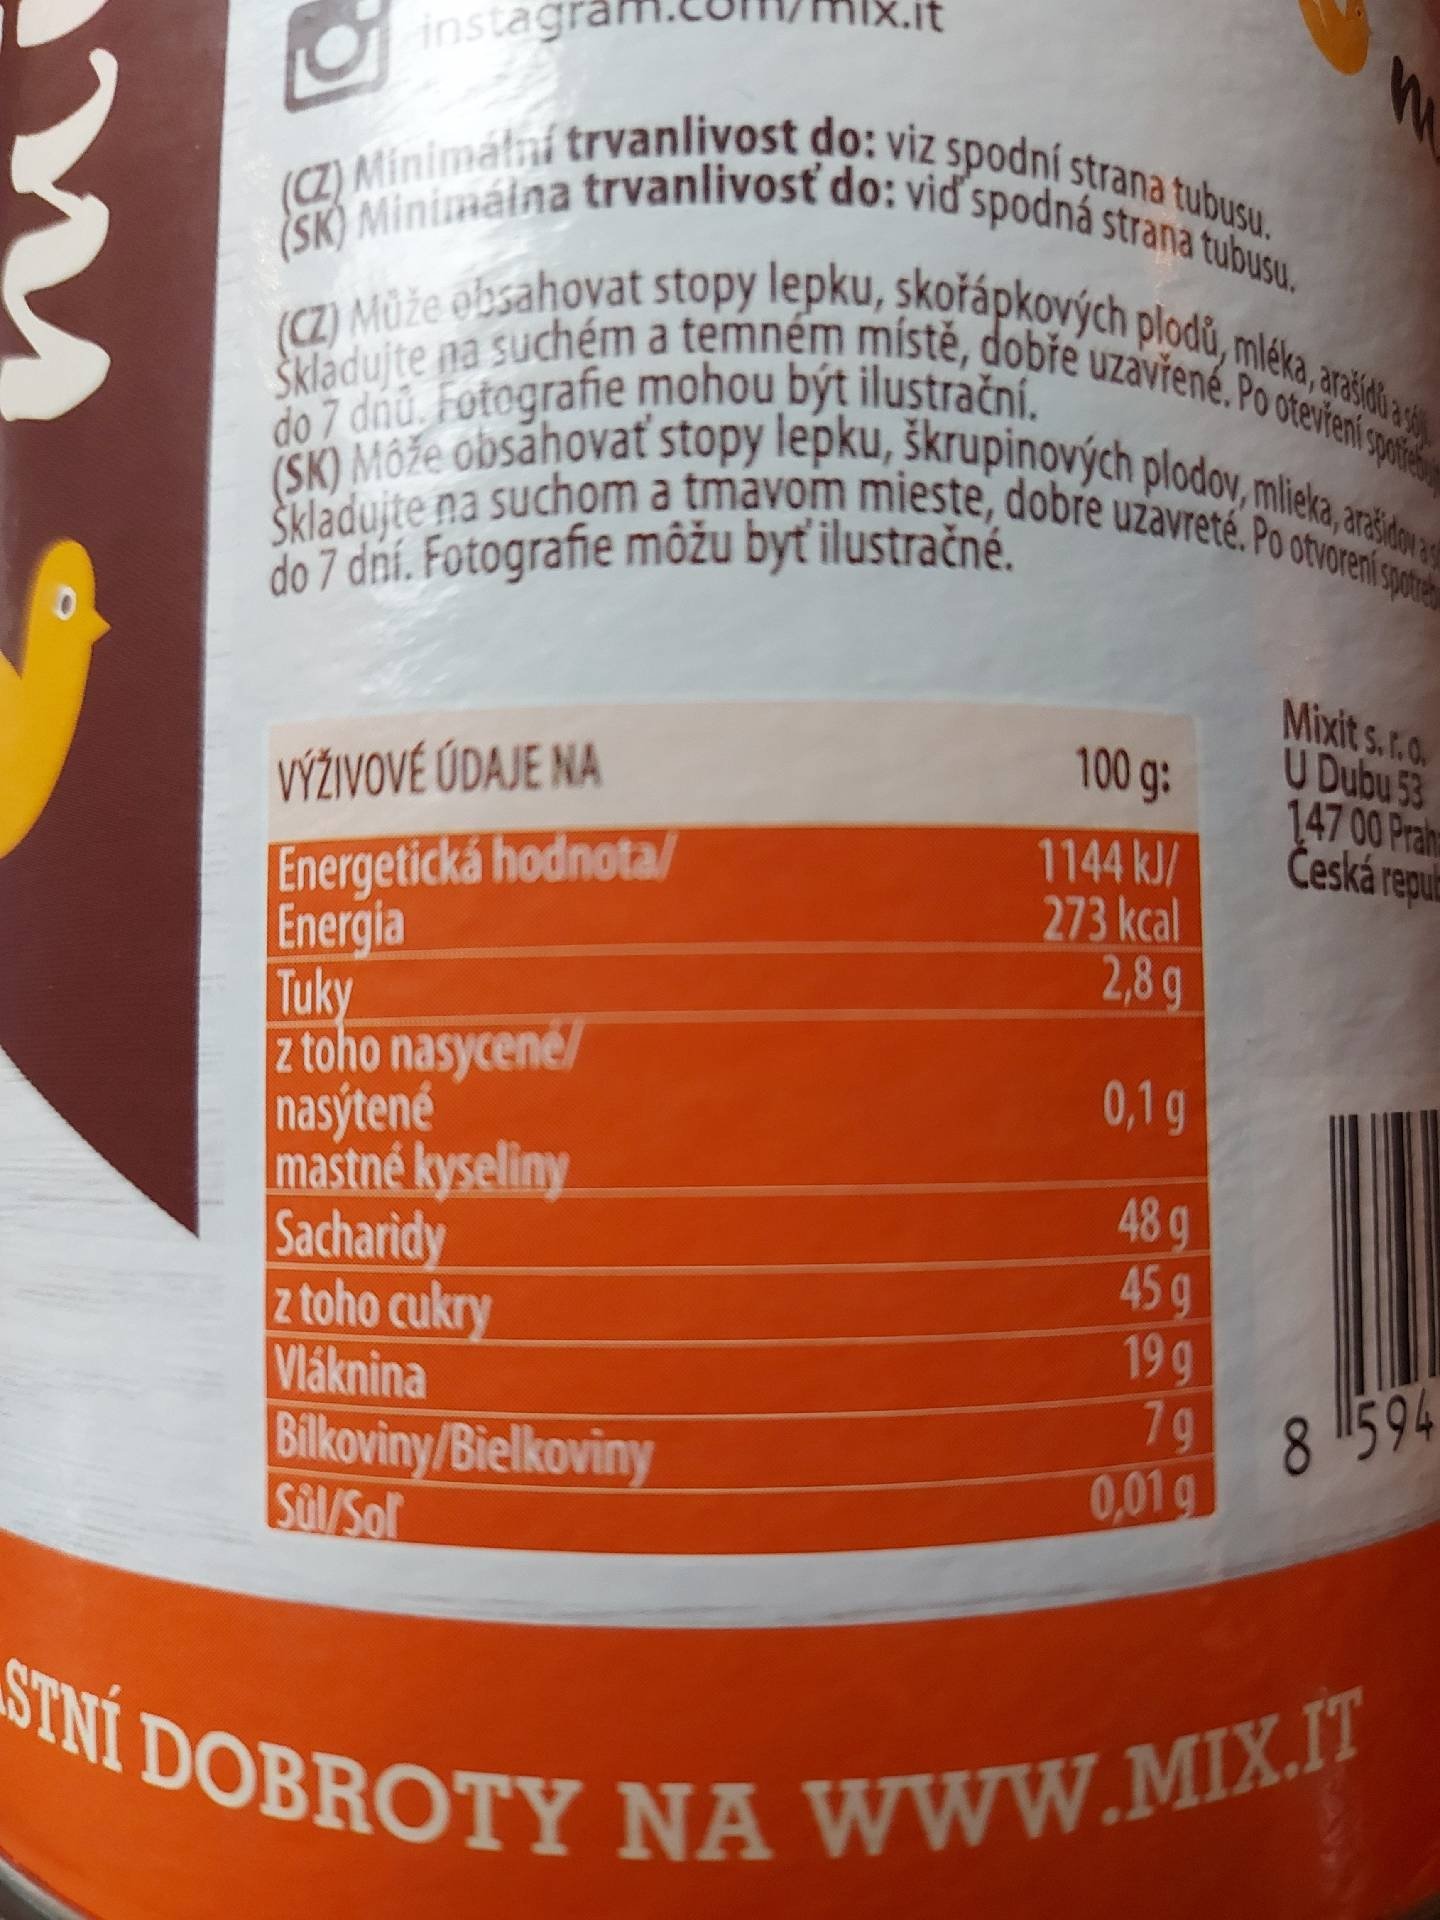 instagram.com/mix.it
(CZ) Minimální trvanlivost do: viz spodní strana tubusu.
(SK) Minimálna trvanlivosť do: viď spodná strana tubusu.
(CZ) Může obsahovat stopy lepku, skořápkových plodů, mléka, arašídů a sóji.
Skladujte na suchém a temném místě, dobře uzavřené. Po otevření
do 7 dnů. Fotografie mohou být ilustrační.
(SK) Môže obsahovať stopy lepku, škrupinových plodov, mlieka, arašidov a
Skladujte na suchom a tmavom mieste, dobre uzavreté. Po otvorení
do 7 dní. Fotografie môžu byť ilustračné.
VÝŽIVOVÉ ÚDAJE NA 100 g:
Energetická hodnota/ 1144 kJ/
Energia 273 kcal
Tuky 2,8 g
z toho nasycené/
nasýtené 0,1 g
mastné kyseliny
Sacharidy 48 g
z toho cukry 45 g
Vláknina 19 g
Bílkoviny/Bielkoviny 7 g
Sůl/Soľ 0,01 g
Mixit s. r. o.
U Dubu 53
147 00 Prah
Česká repub
8 594
STNÍ DOBROTY NA WWW.MIX.IT